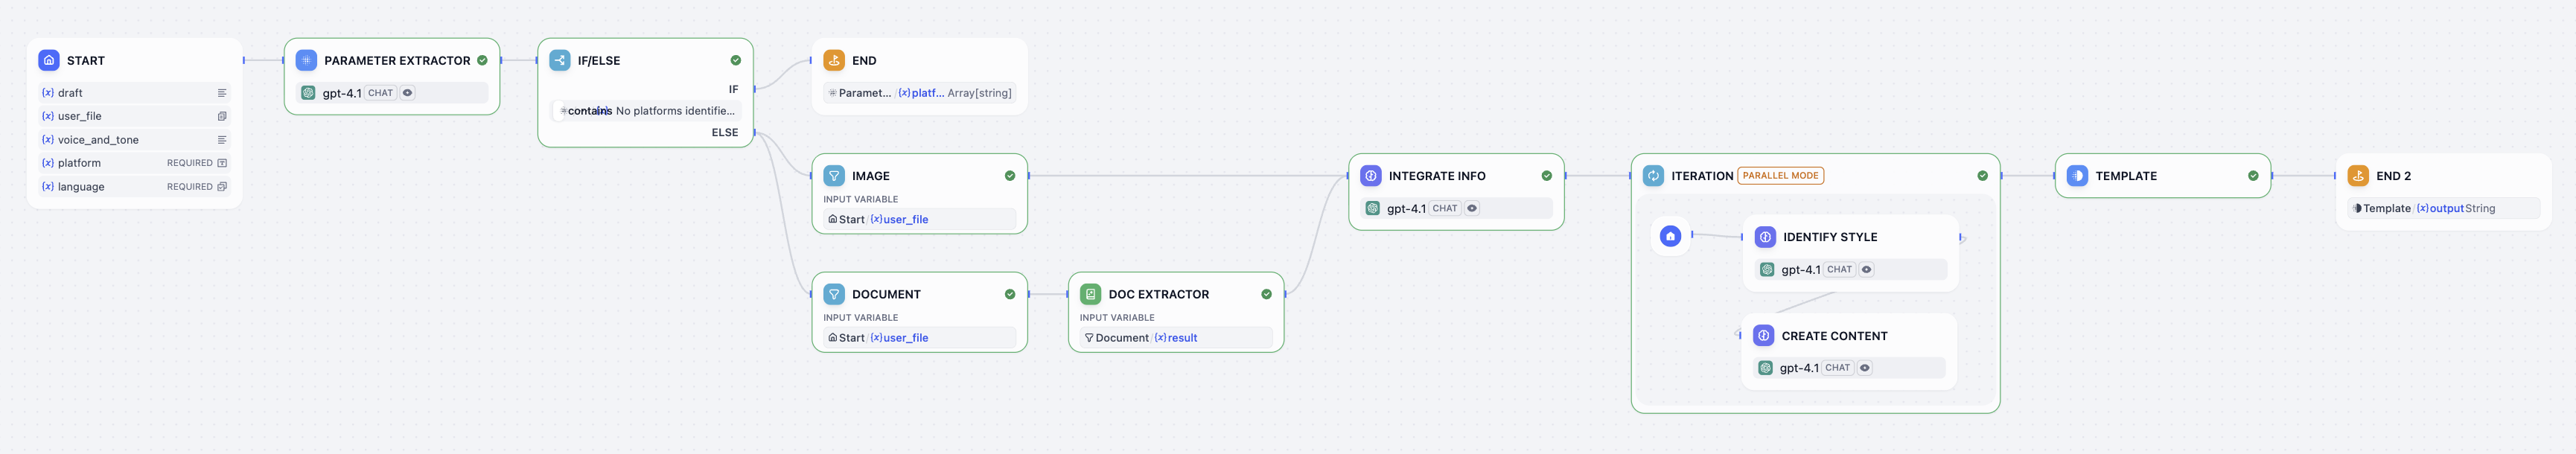 START
(x) draft
(x) user_file
(x) voice_and_tone
(x) platform REQUIRED
(x) language REQUIRED
PARAMETER EXTRACTOR
gpt-4.1 CHAT
IF/ELSE
IF
contains No platforms identifie...
ELSE
END
Paramet... / (x) platf... Array[string]
IMAGE
INPUT VARIABLE
Start / (x) user_file
DOCUMENT
INPUT VARIABLE
Start / (x) user_file
DOC EXTRACTOR
INPUT VARIABLE
Document / (x) result
INTEGRATE INFO
gpt-4.1 CHAT
ITERATION PARALLEL MODE
IDENTIFY STYLE
gpt-4.1 CHAT
CREATE CONTENT
gpt-4.1 CHAT
TEMPLATE
END 2
Template / (x) output String